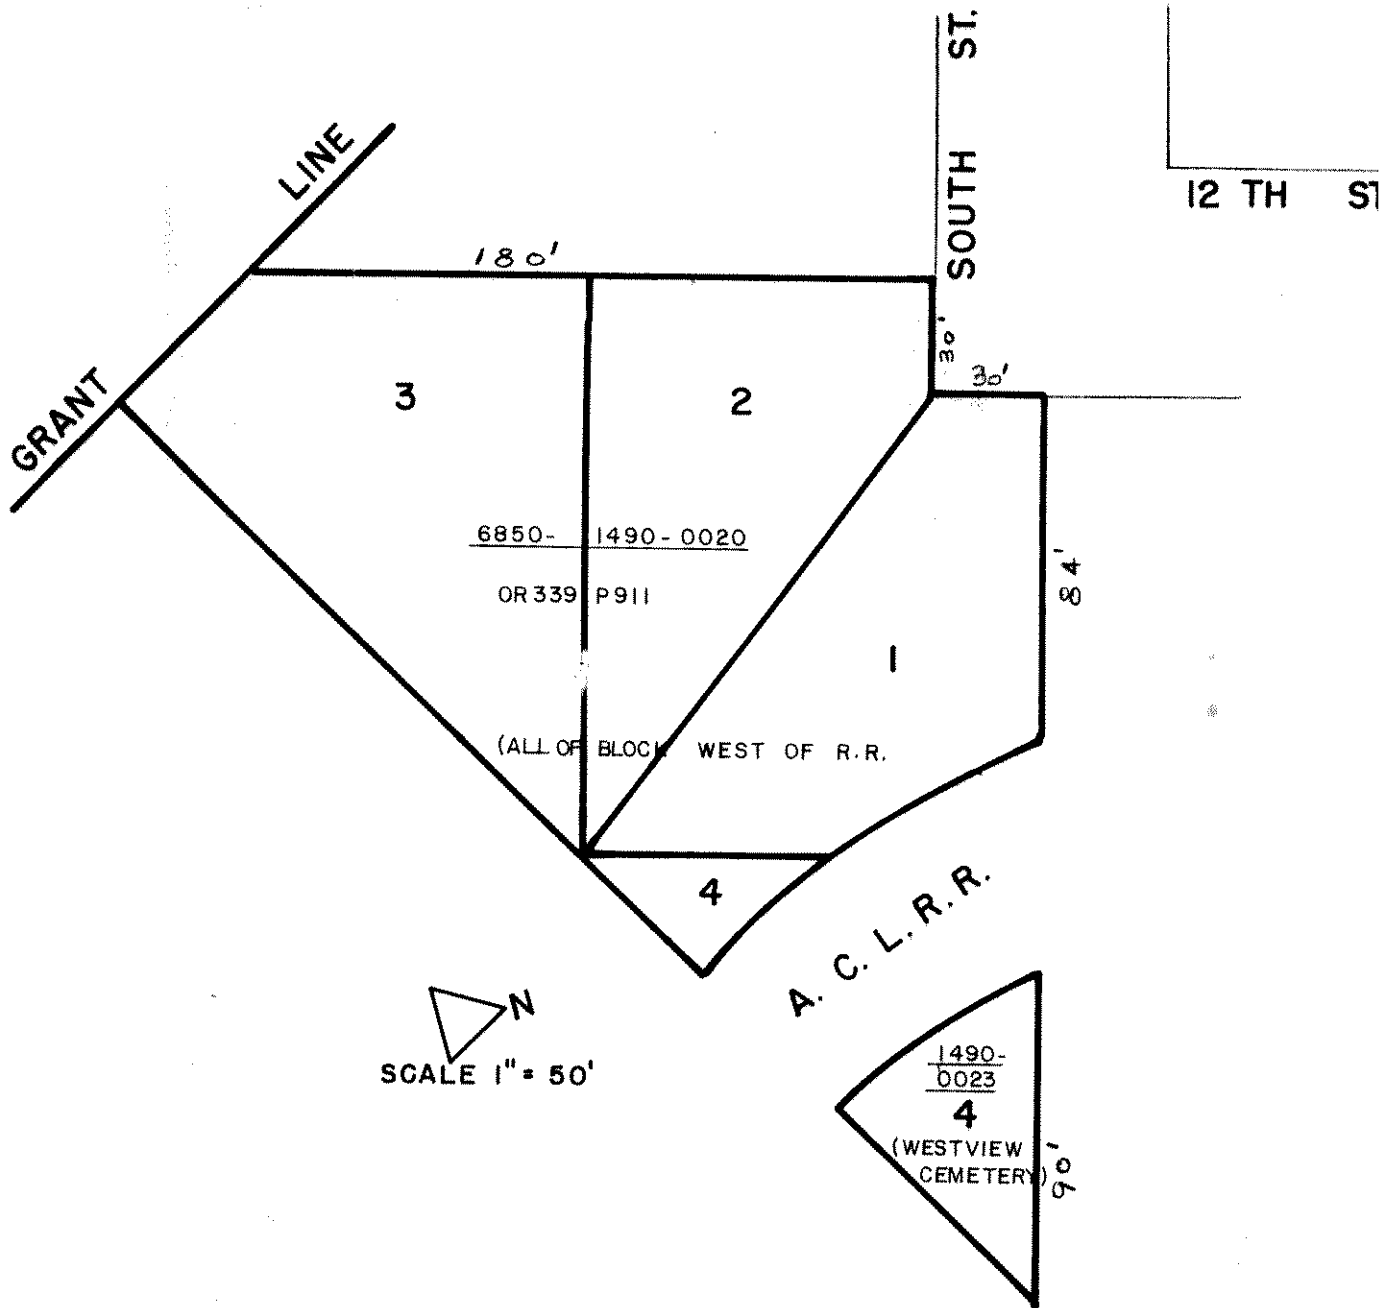 SOUTH ST.
12 TH ST
GRANT LINE
180'
30'
30'
3
2
6850- 1490-0020
OR 339 P911
84'
1
(ALL OF BLOCK WEST OF R.R.
4
A. C. L. R. R.
N
SCALE 1" = 50'
1490-
0023
4
(WESTVIEW
CEMETERY)
90'